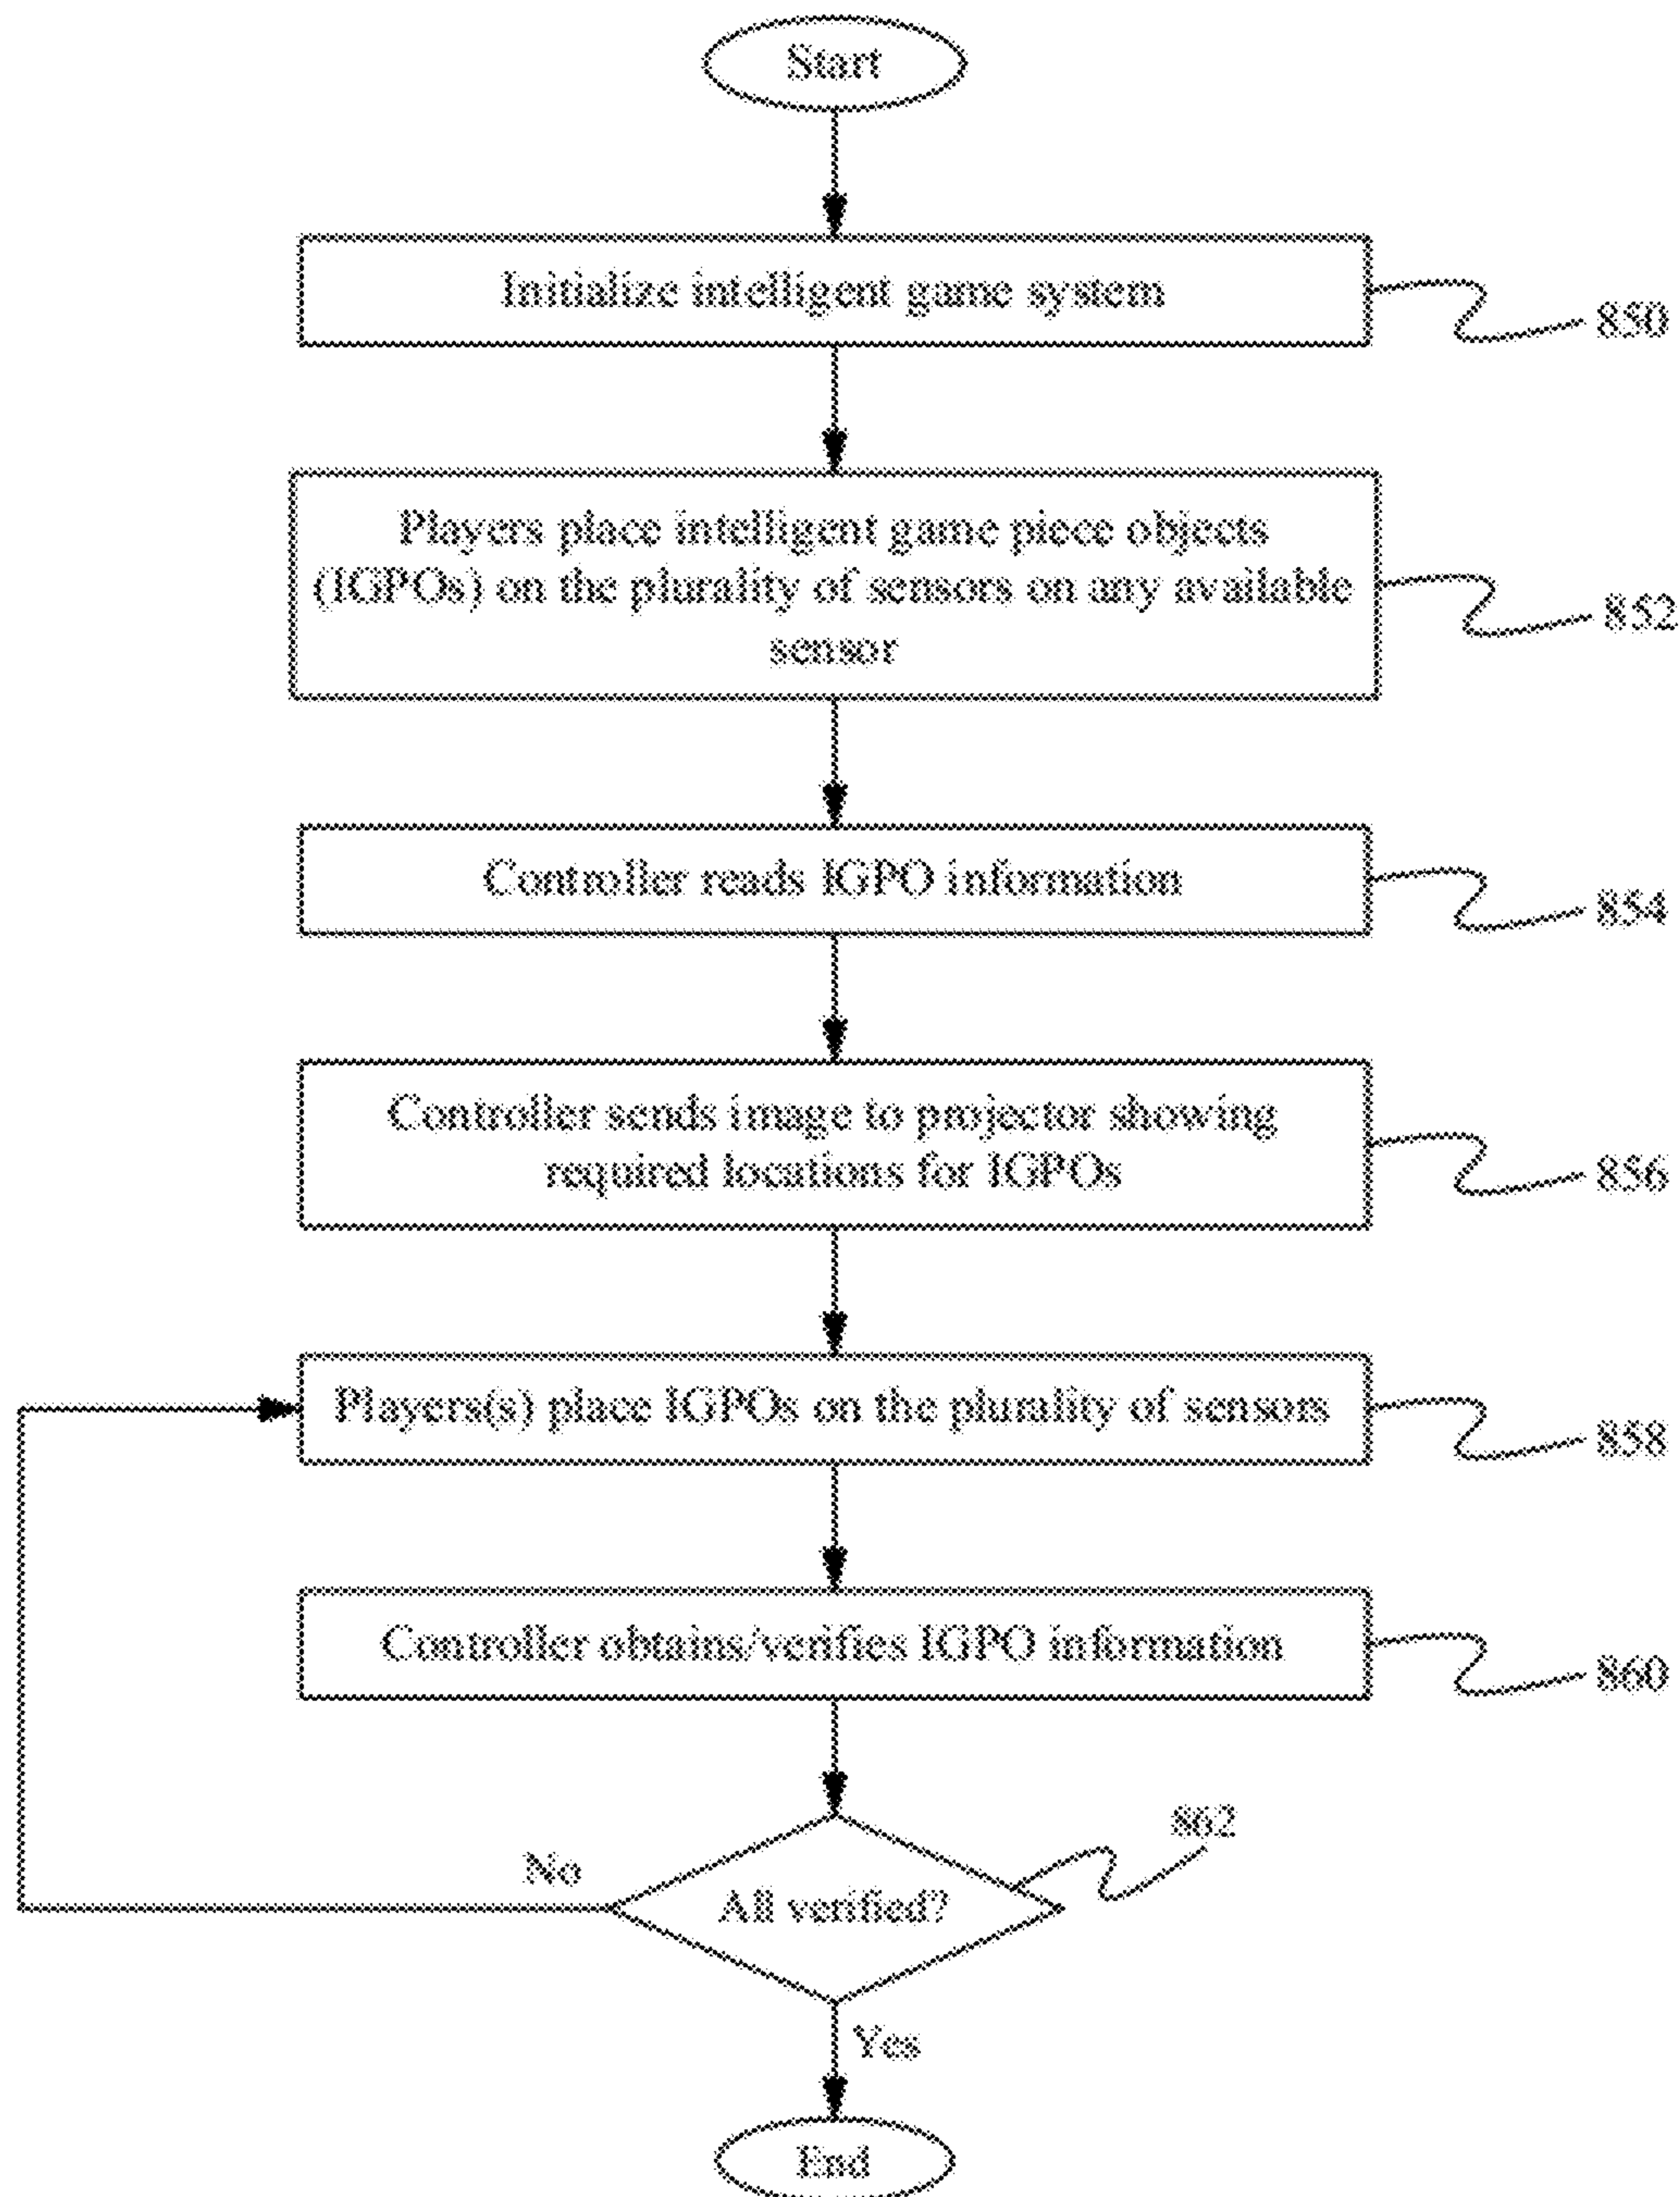 Start
Initialize intelligent game system
850
Players place intelligent game piece objects
(IGPOs) on the plurality of sensors on any available
sensor
852
Controller reads IGPO information
854
Controller sends image to projector showing
required locations for IGPOs
856
Players(s) place IGPOs on the plurality of sensors
858
Controller obtains/verifies IGPO information
860
862
No
All verified?
Yes
End